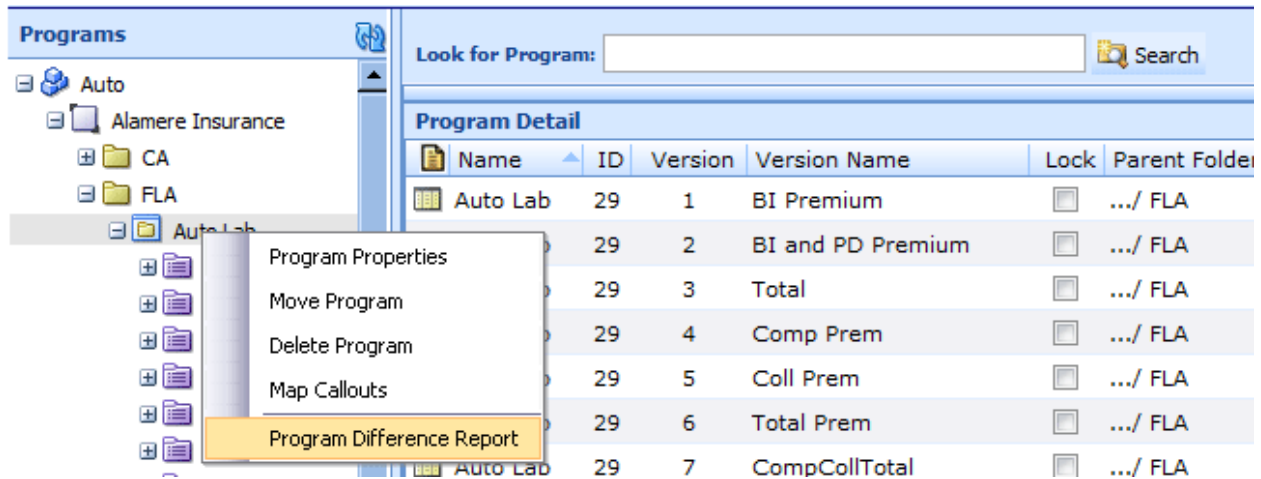 Programs
Look for Program:
Search
Auto
Alamere Insurance
CA
FLA
Auto Lab
Program Properties
Move Program
Delete Program
Map Callouts
Program Difference Report
Program Detail
Name ID Version Version Name Lock Parent Folder
Auto Lab 29 1 BI Premium .../ FLA
29 2 BI and PD Premium .../ FLA
29 3 Total .../ FLA
29 4 Comp Prem .../ FLA
29 5 Coll Prem .../ FLA
29 6 Total Prem .../ FLA
Auto Lab 29 7 CompCollTotal .../ FLA